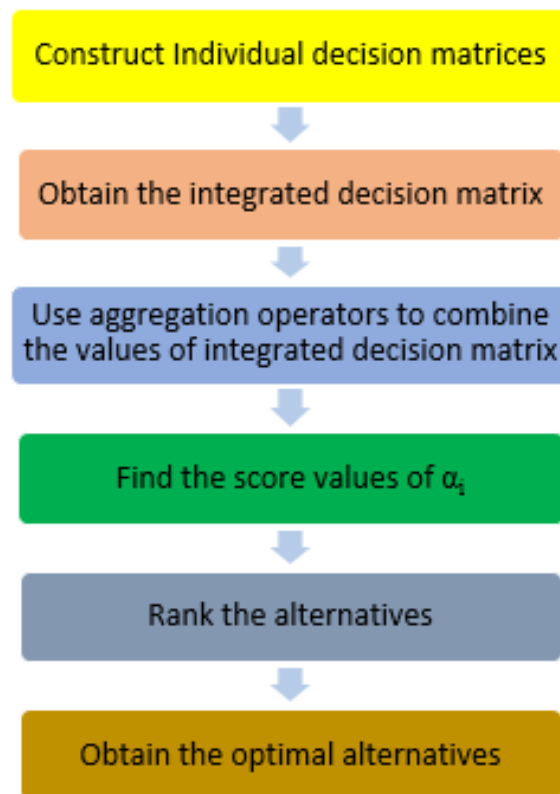 Construct Individual decision matrices
Obtain the integrated decision matrix
Use aggregation operators to combine
the values of integrated decision matrix
Find the score values of αᵢ
Rank the alternatives
Obtain the optimal alternatives